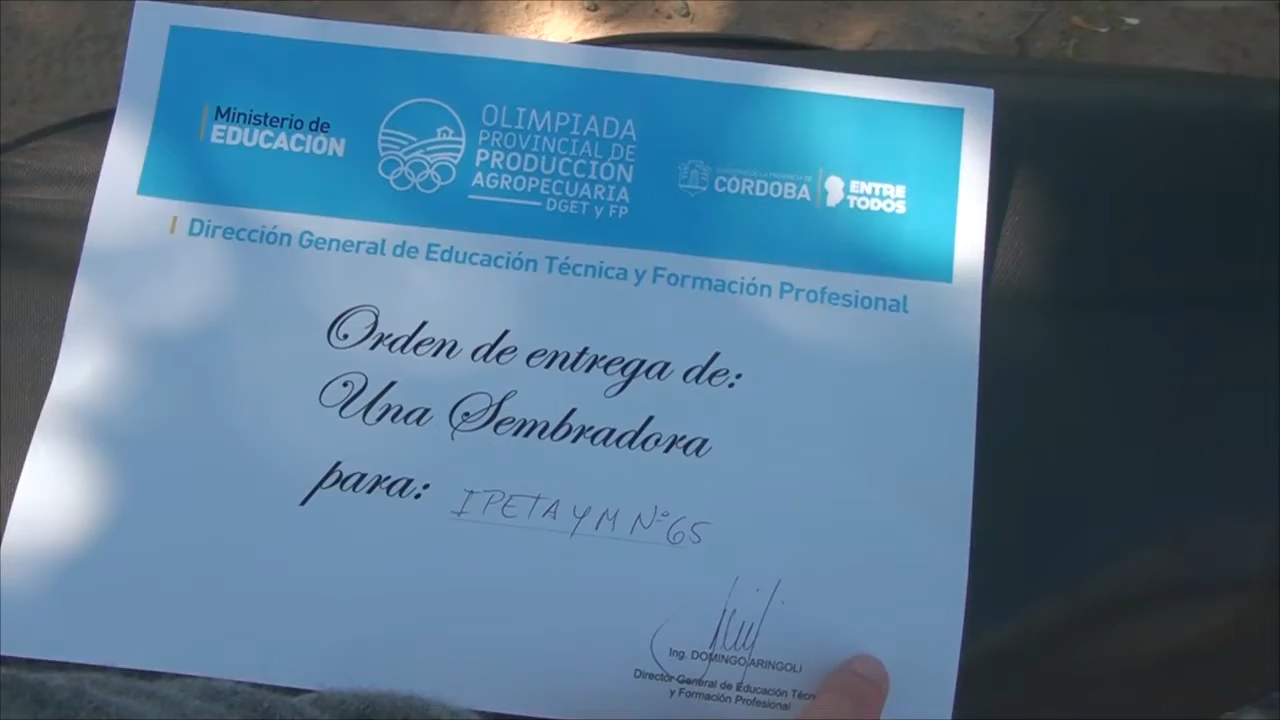 Ministerio de
EDUCACIÓN
OLIMPIADA
PROVINCIAL DE
PRODUCCIÓN
AGROPECUARIA
DGET y FP
CÓRDOBA
ENTRE
TODOS
Dirección General de Educación Técnica y Formación Profesional
Orden de entrega de:
Una Sembradora
para: IPETAYM Nº 65
Ing. DOMINGO ARINGOLI
Director General de Educación Técn
y Formación Profesional